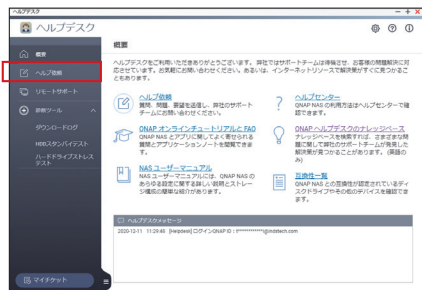 ヘルプデスク
ヘルプデスク
概要
ヘルプ依頼
リモートサポート
診断ツール
ダウンロードログ
HDDスタンバイテスト
ハードドライブストレス
テスト
マイチケット
概要
ヘルプデスクをご利用いただきありがとうございます。弊社ではサポートチームは待機させ、お客様の問題解決に対
応させています。お気軽にお問い合わせください。あるいは、インターネットリソースで解決策がすぐに見つかるこ
ともあります。
ヘルプ依頼
質問、問題、要望を送信し、弊社のサポート
チームにお問い合わせください。
ヘルプセンター
QNAP NAS の利用方法はヘルプセンターで確
認できます。
QNAP オンラインチュートリアルと FAQ
QNAP NAS とアプリに関してよく寄せられる
質問とアプリケーションノートを閲覧できま
す。
QNAP ヘルプデスクのナレッジベース
ナレッジベースを検索すれば、さまざまな問
題に関して弊社のサポートチームが発見した
解決策が見つかることがあります。（英語の
み）
NAS ユーザーマニュアル
NAS ユーザーマニュアルには、QNAP NAS の
あらゆる設定に関する詳しい説明とストレー
ジ構成の簡単な紹介があります。
互換性一覧
QNAP NAS との互換性が認定されているディ
スクドライブやその他のデバイスを確認でき
ます。
ヘルプデスクメッセージ
2020-12-11 11:29:48 [Helpdesk] ログインQNAP ID :